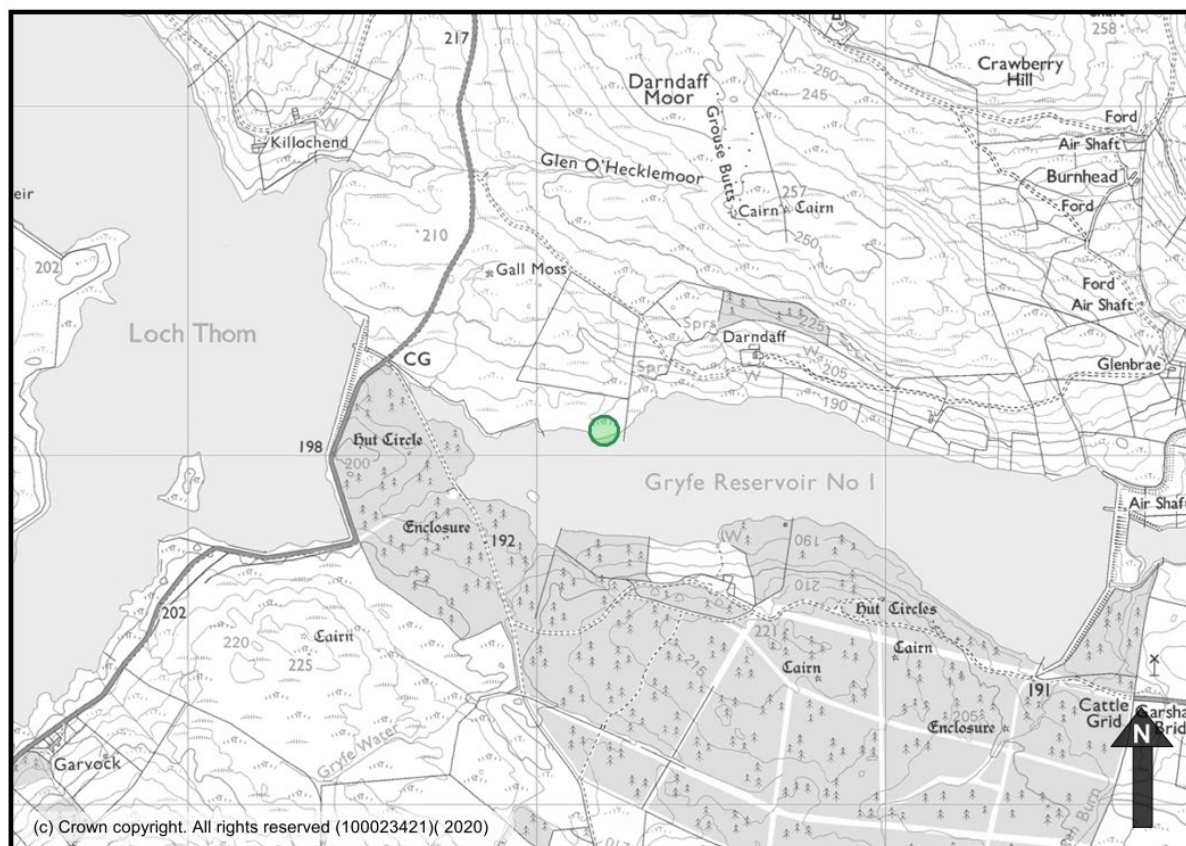 217
258
Crawberry
Hill
250
245
Darndaff
Moor
Grouse Butts
Ford
Air Shaft
Burnhead
Ford
W
Killochend
Glen O'Hecklemoor
257
Cairn
Cairn
250
210
eir
202
Gall Moss
Ford
Air Shaft
Loch Thom
Sprs
225
Darndaff
W
205
Spr
W
190
Glenbrae
CG
198
Hut Circle
200
Gryfe Reservoir No 1
Air Shaft
Enclosure
192
W
190
210
202
Hut Circles
220
Cairn
225
221
Cairn
Cairn
215
191
Cattle
Grid
205
Enclosure
N
Garvock
Gryfe Water
210
(c) Crown copyright. All rights reserved (100023421)( 2020)